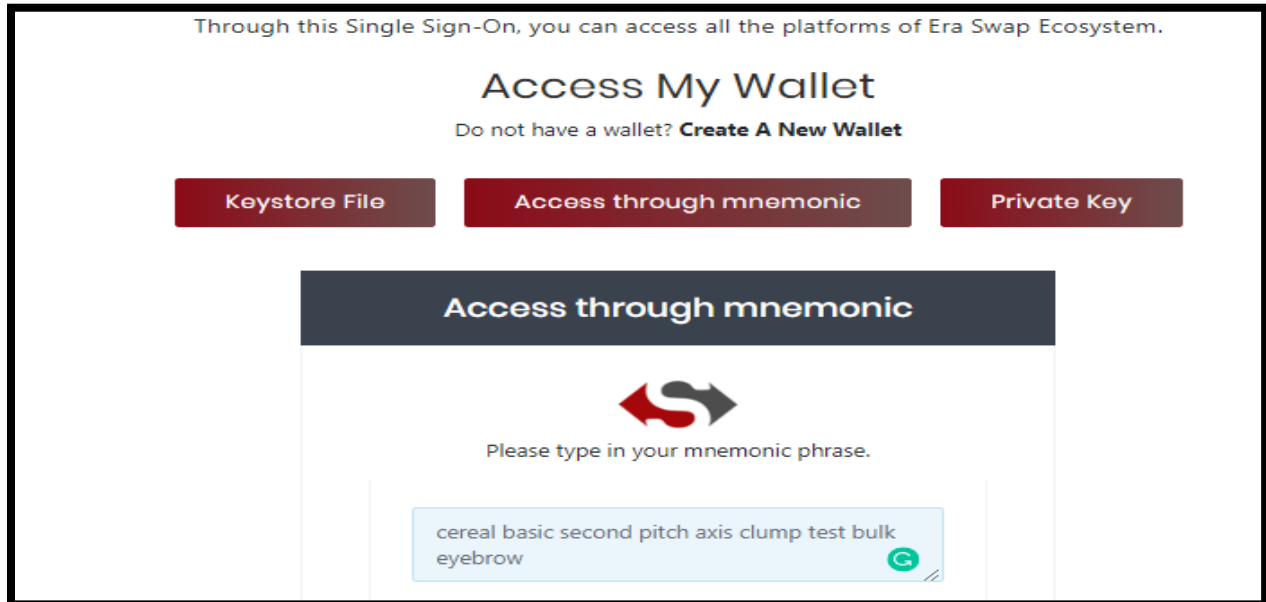 Through this Single Sign-On, you can access all the platforms of Era Swap Ecosystem.
Access My Wallet
Do not have a wallet? Create A New Wallet
Keystore File
Access through mnemonic
Private Key
Access through mnemonic
Please type in your mnemonic phrase.
cereal basic second pitch axis clump test bulk
eyebrow